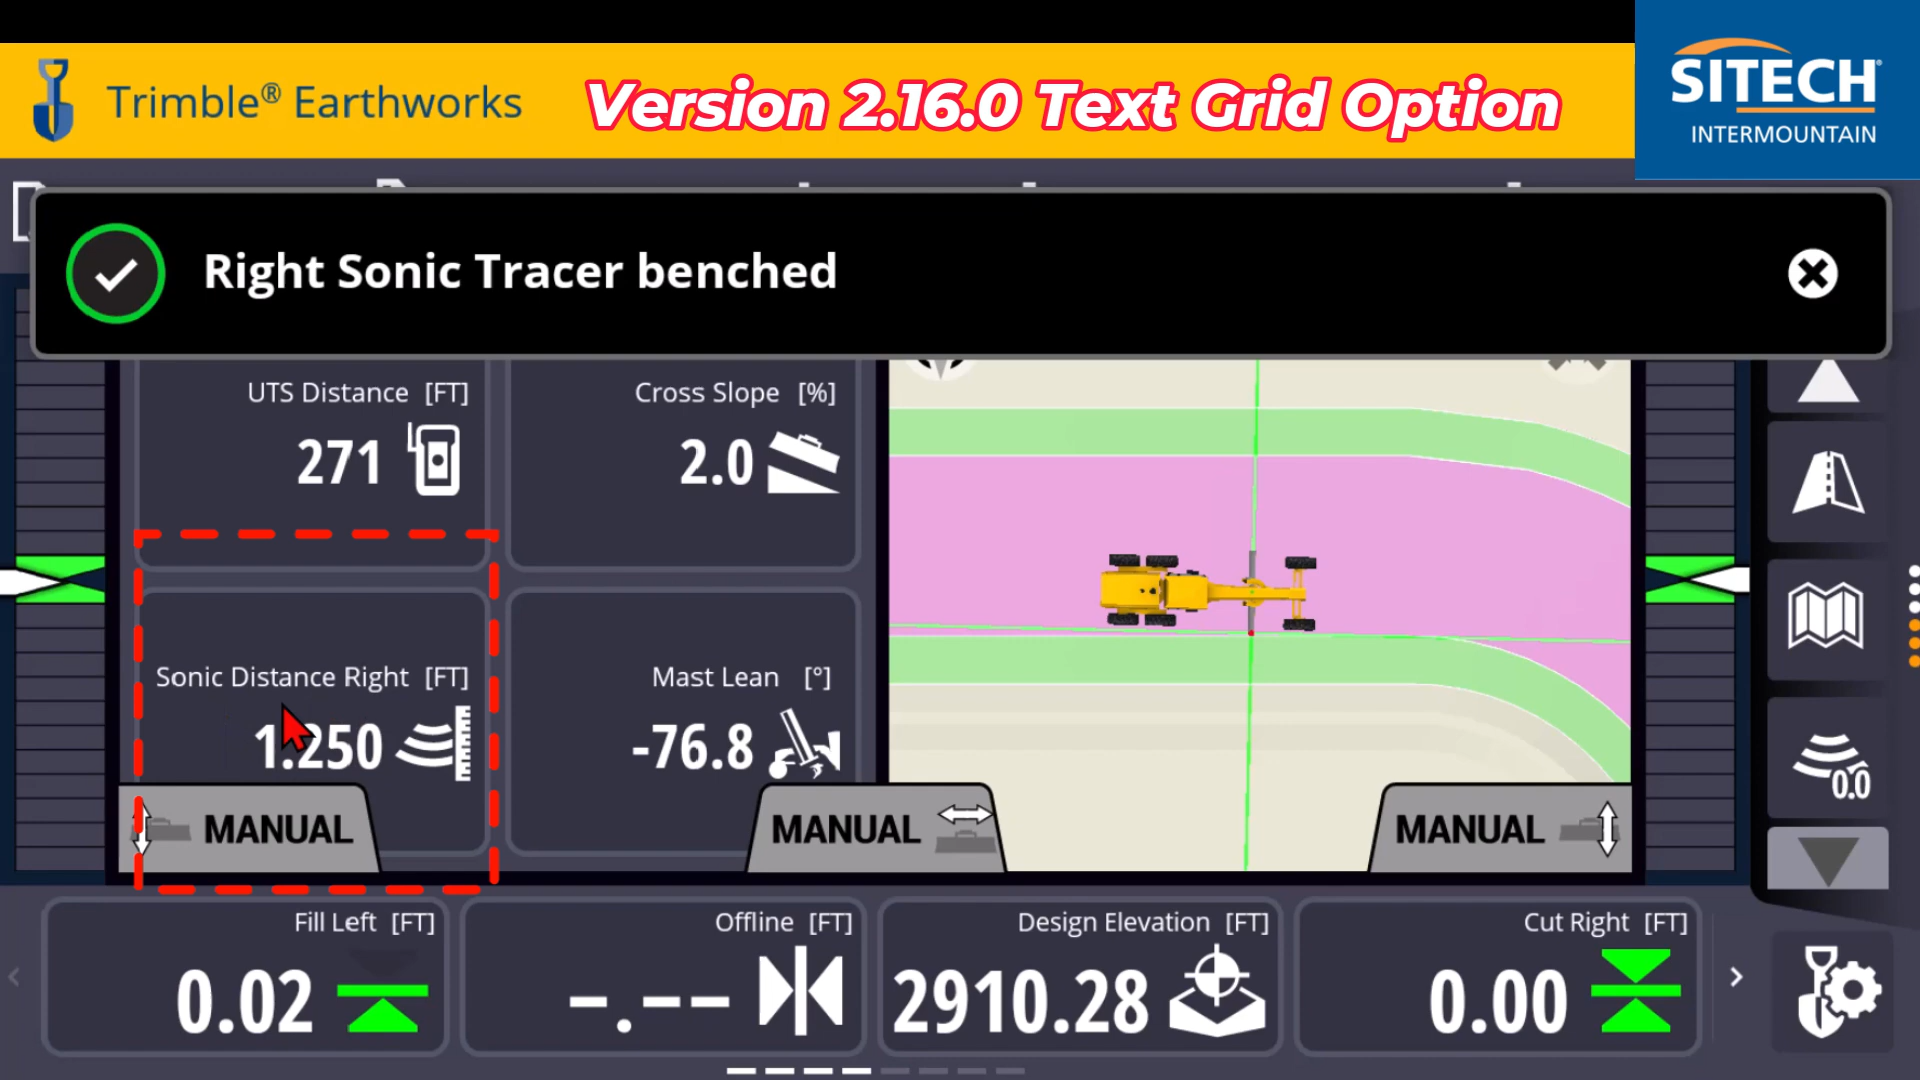 Trimble® Earthworks
Version 2.16.0 Text Grid Option
SITECH®
INTERMOUNTAIN
Right Sonic Tracer benched
UTS Distance [FT]
271
Cross Slope [%]
2.0
Sonic Distance Right [FT]
1.250
Mast Lean [°]
-76.8
0.0
MANUAL
MANUAL
MANUAL
Fill Left [FT]
0.02
Offline [FT]
-.--
Design Elevation [FT]
2910.28
Cut Right [FT]
0.00